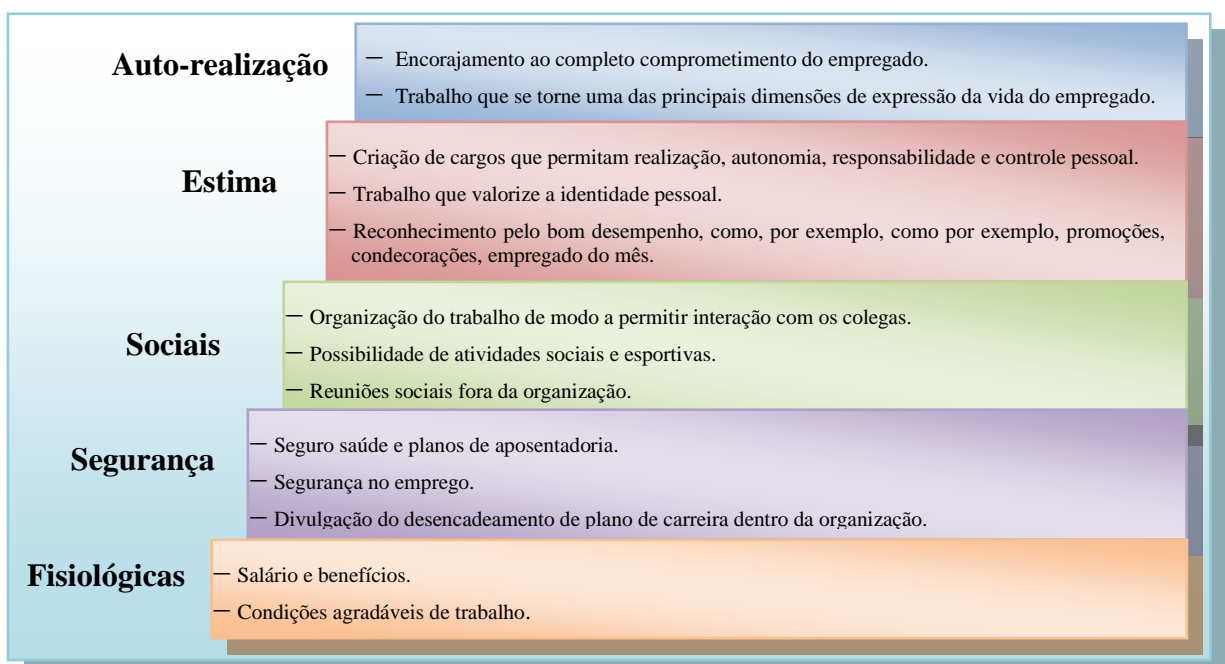 Auto-realização
— Encorajamento ao completo comprometimento do empregado.
— Trabalho que se torne uma das principais dimensões de expressão da vida do empregado.
Estima
— Criação de cargos que permitam realização, autonomia, responsabilidade e controle pessoal.
— Trabalho que valorize a identidade pessoal.
— Reconhecimento pelo bom desempenho, como, por exemplo, como por exemplo, promoções,
condecorações, empregado do mês.
Sociais
— Organização do trabalho de modo a permitir interação com os colegas.
— Possibilidade de atividades sociais e esportivas.
— Reuniões sociais fora da organização.
Segurança
— Seguro saúde e planos de aposentadoria.
— Segurança no emprego.
— Divulgação do desencadeamento de plano de carreira dentro da organização.
Fisiológicas
— Salário e benefícios.
— Condições agradáveis de trabalho.